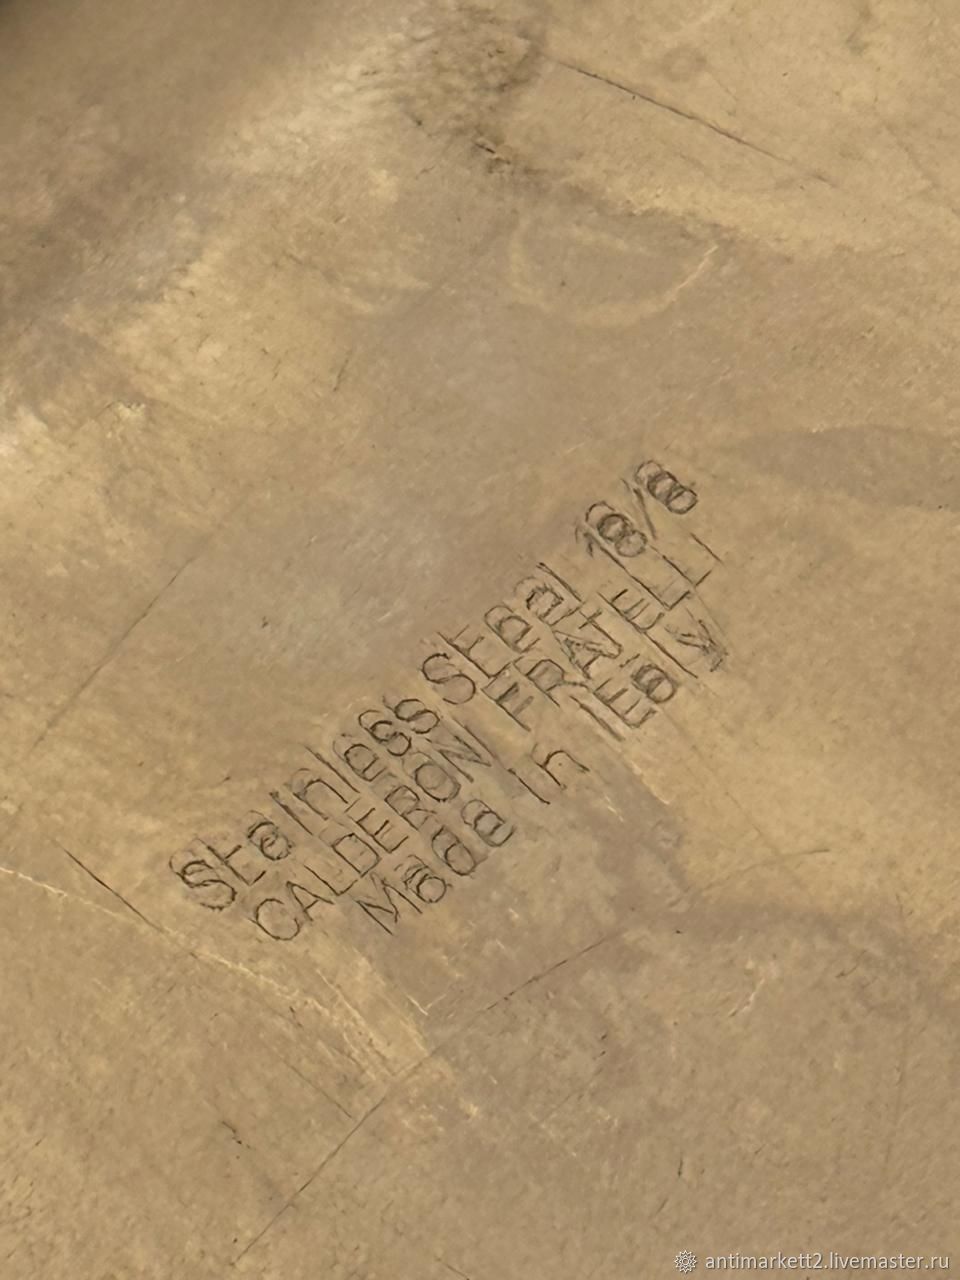 Stainless Steel 18/8
CALDERONI FRATELLI
Made in Italy
antimarkett2.livemaster.ru